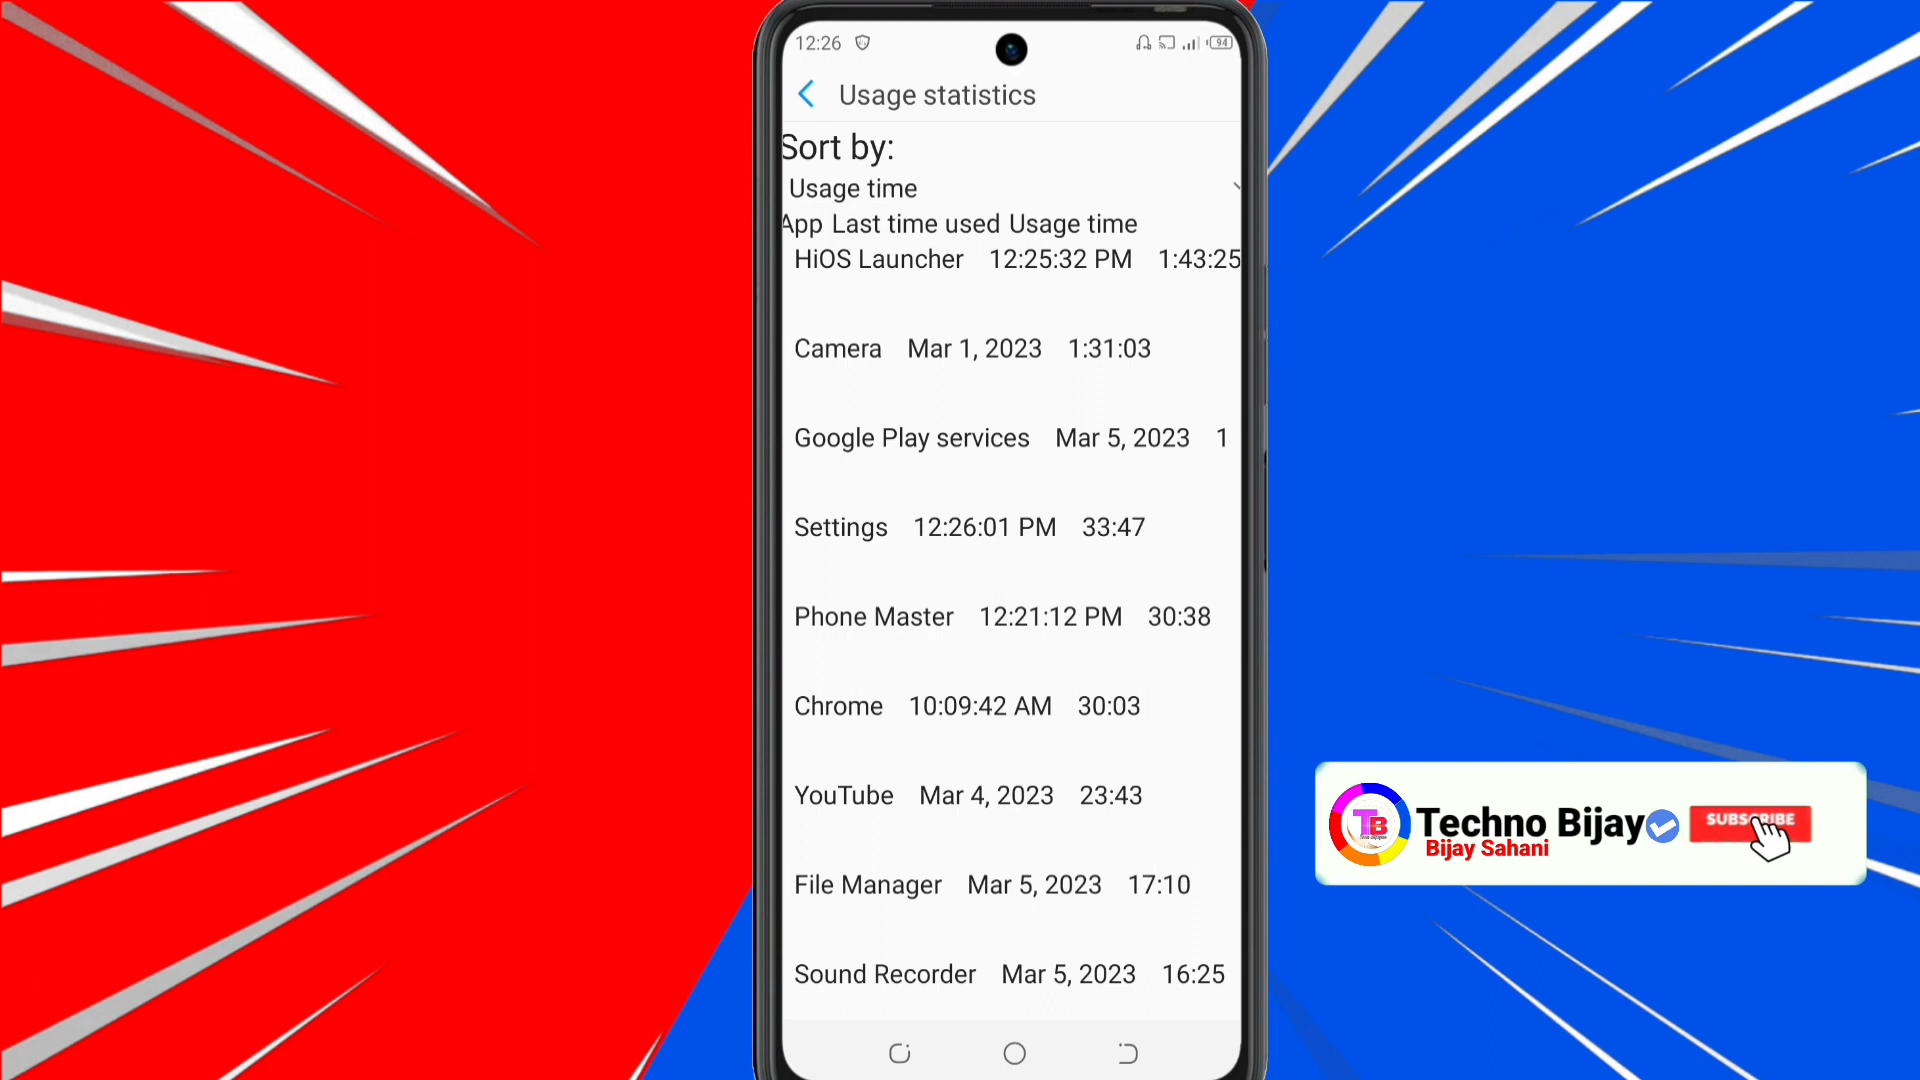 12:26
94
Usage statistics
Sort by:
Usage time
App Last time used Usage time
HiOS Launcher 12:25:32 PM 1:43:25
Camera Mar 1, 2023 1:31:03
Google Play services Mar 5, 2023 1
Settings 12:26:01 PM 33:47
Phone Master 12:21:12 PM 30:38
Chrome 10:09:42 AM 30:03
YouTube Mar 4, 2023 23:43
File Manager Mar 5, 2023 17:10
Sound Recorder Mar 5, 2023 16:25
TB
Techno Bijay
Bijay Sahani
SUBSCRIBE